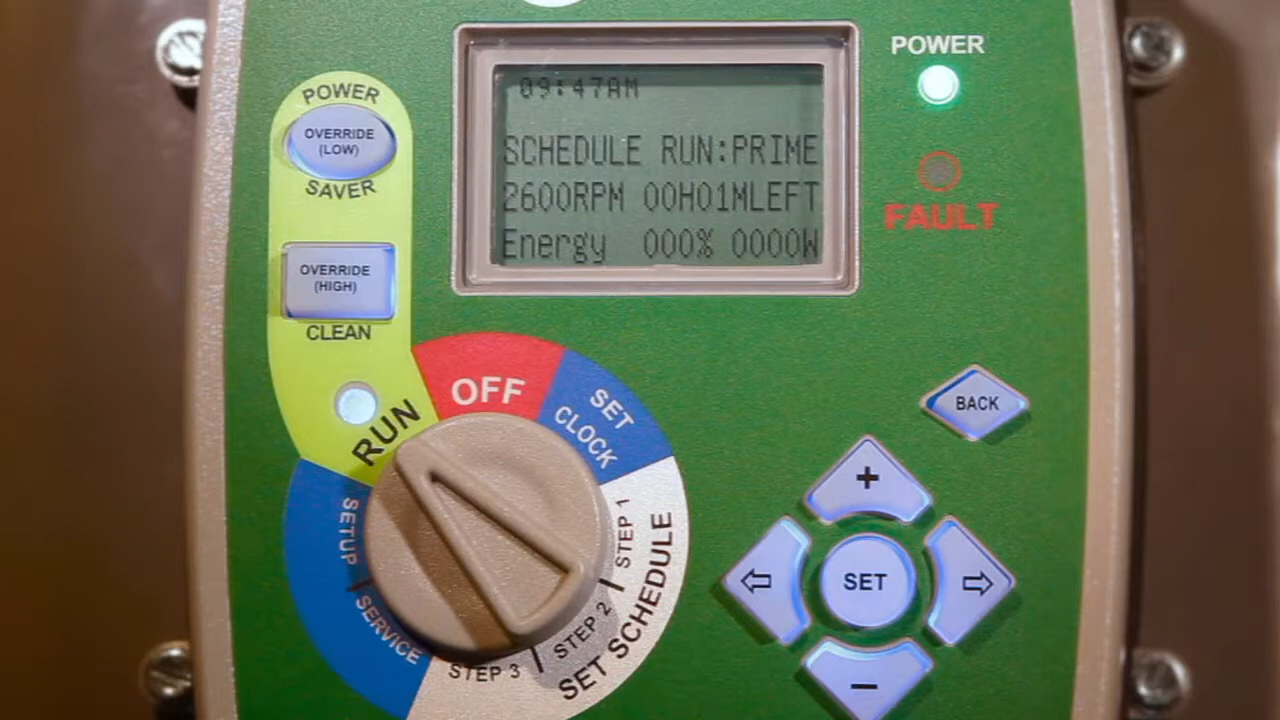 09:47AM
SCHEDULE RUN:PRIME
2600RPM 00H01MLEFT
Energy 000% 0000W
POWER
OVERRIDE
(LOW)
SAVER
OVERRIDE
(HIGH)
CLEAN
POWER
FAULT
RUN
OFF
SET
CLOCK
SETUP
SERVICE
STEP 1
STEP 2
STEP 3
SET SCHEDULE
BACK
+
⇦
SET
⇨
−